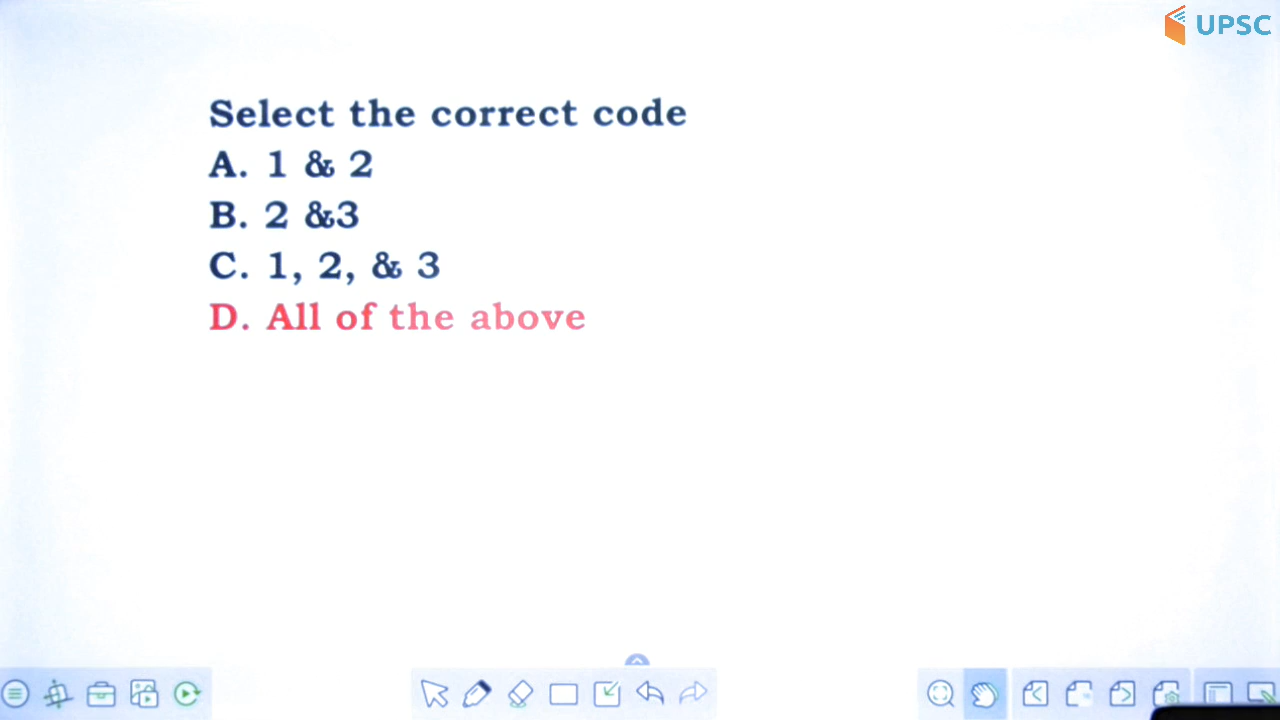 UPSC
Select the correct code
A. 1 & 2
B. 2 &3
C. 1, 2, & 3
D. All of the above